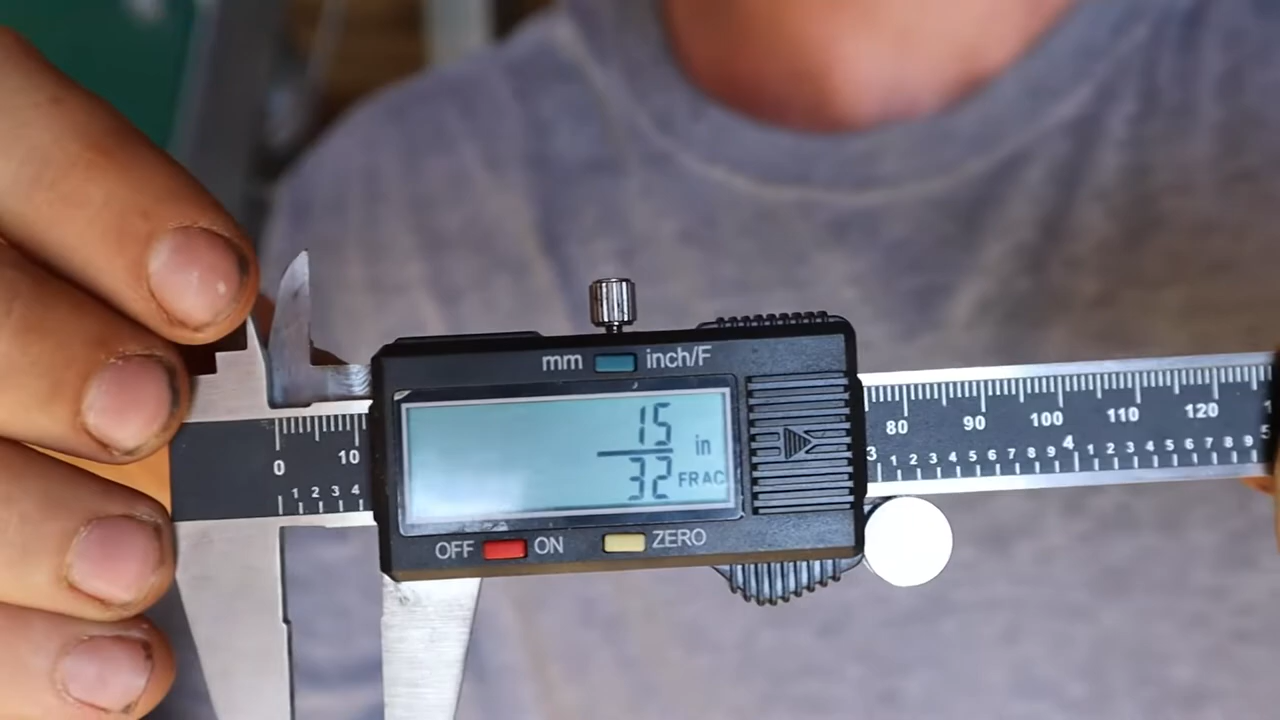 mm inch/F
15
32
in
FRAC
OFF ON ZERO
0 10 80 90 100 110 120
1 2 3 4 3 1 2 3 4 5 6 7 8 9 4 1 2 3 4 5 6 7 8 9 5